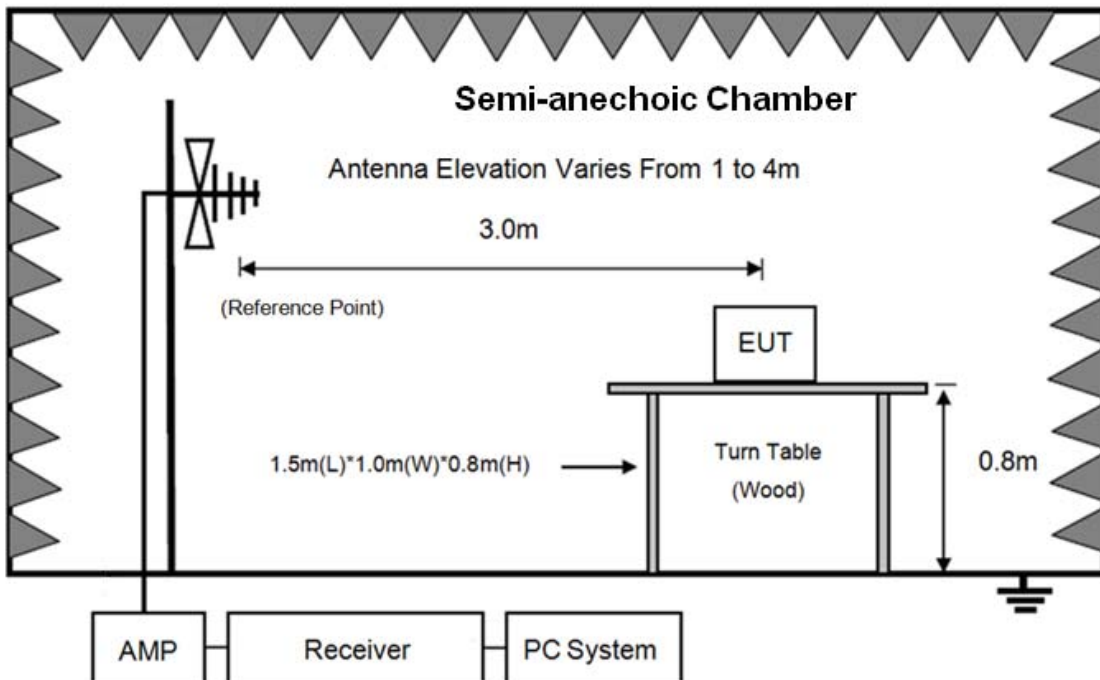 Semi-anechoic Chamber
Antenna Elevation Varies From 1 to 4m
3.0m
(Reference Point)
EUT
1.5m(L)*1.0m(W)*0.8m(H)
Turn Table
(Wood)
0.8m
AMP
Receiver
PC System